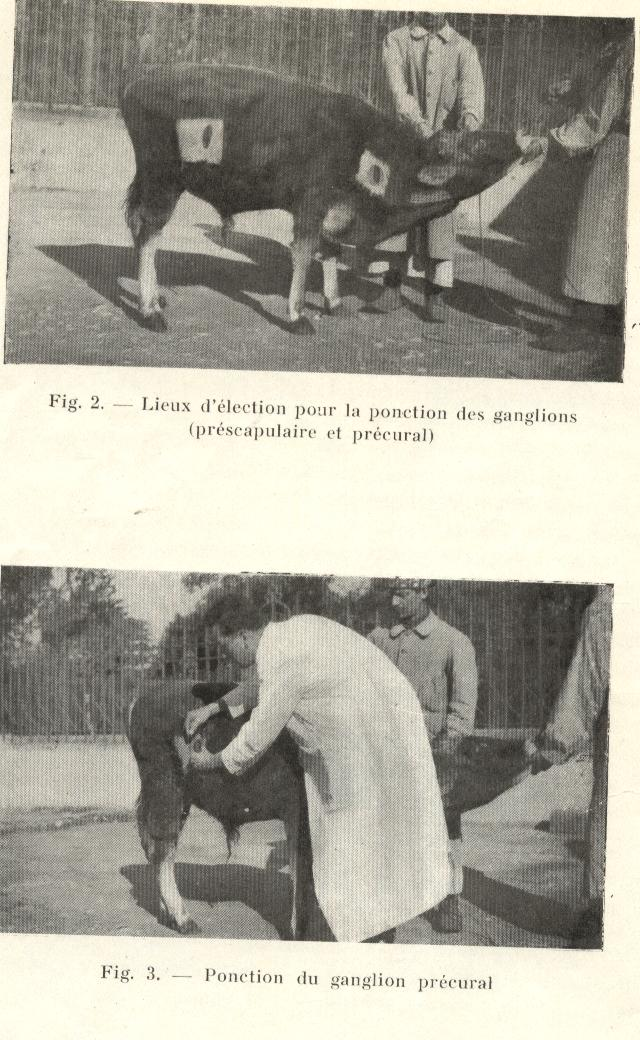 Fig. 2. — Lieux d'élection pour la ponction des ganglions
(préscapulaire et précural)
Fig. 3. — Ponction du ganglion précural